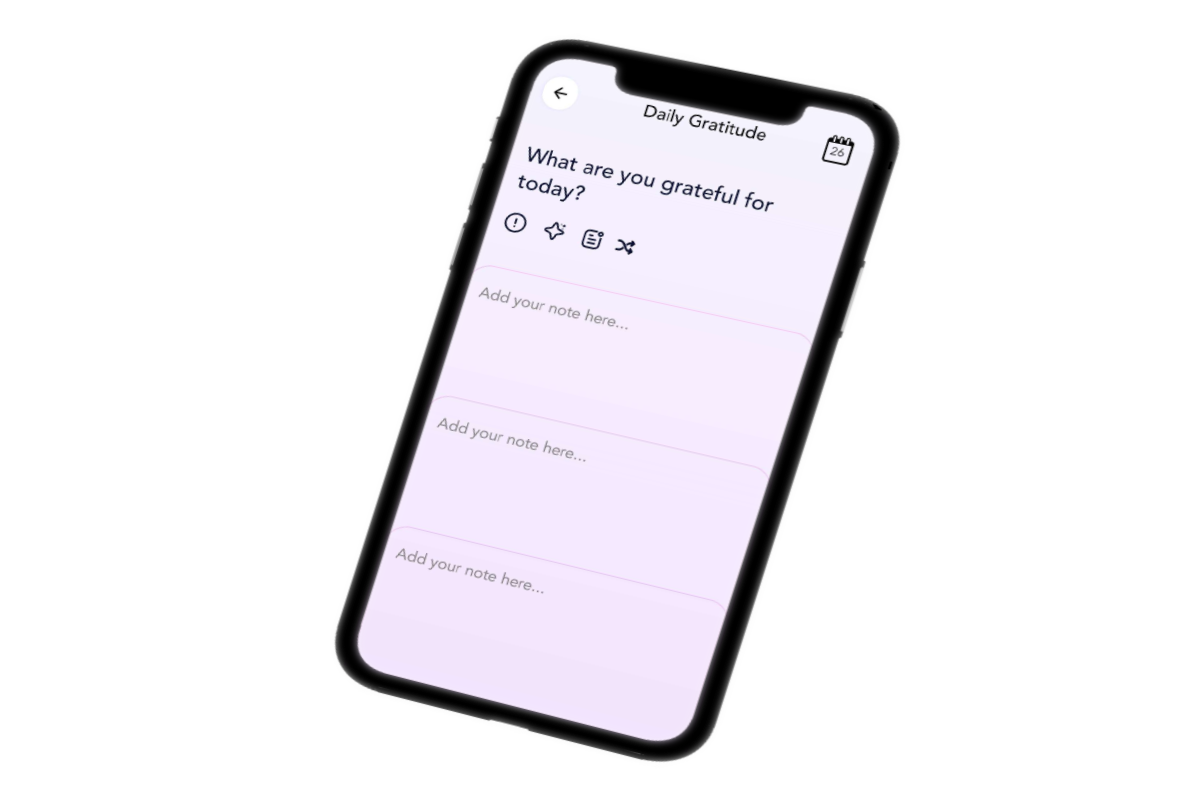 Daily Gratitude
26
What are you grateful for
today?
Add your note here...
Add your note here...
Add your note here...